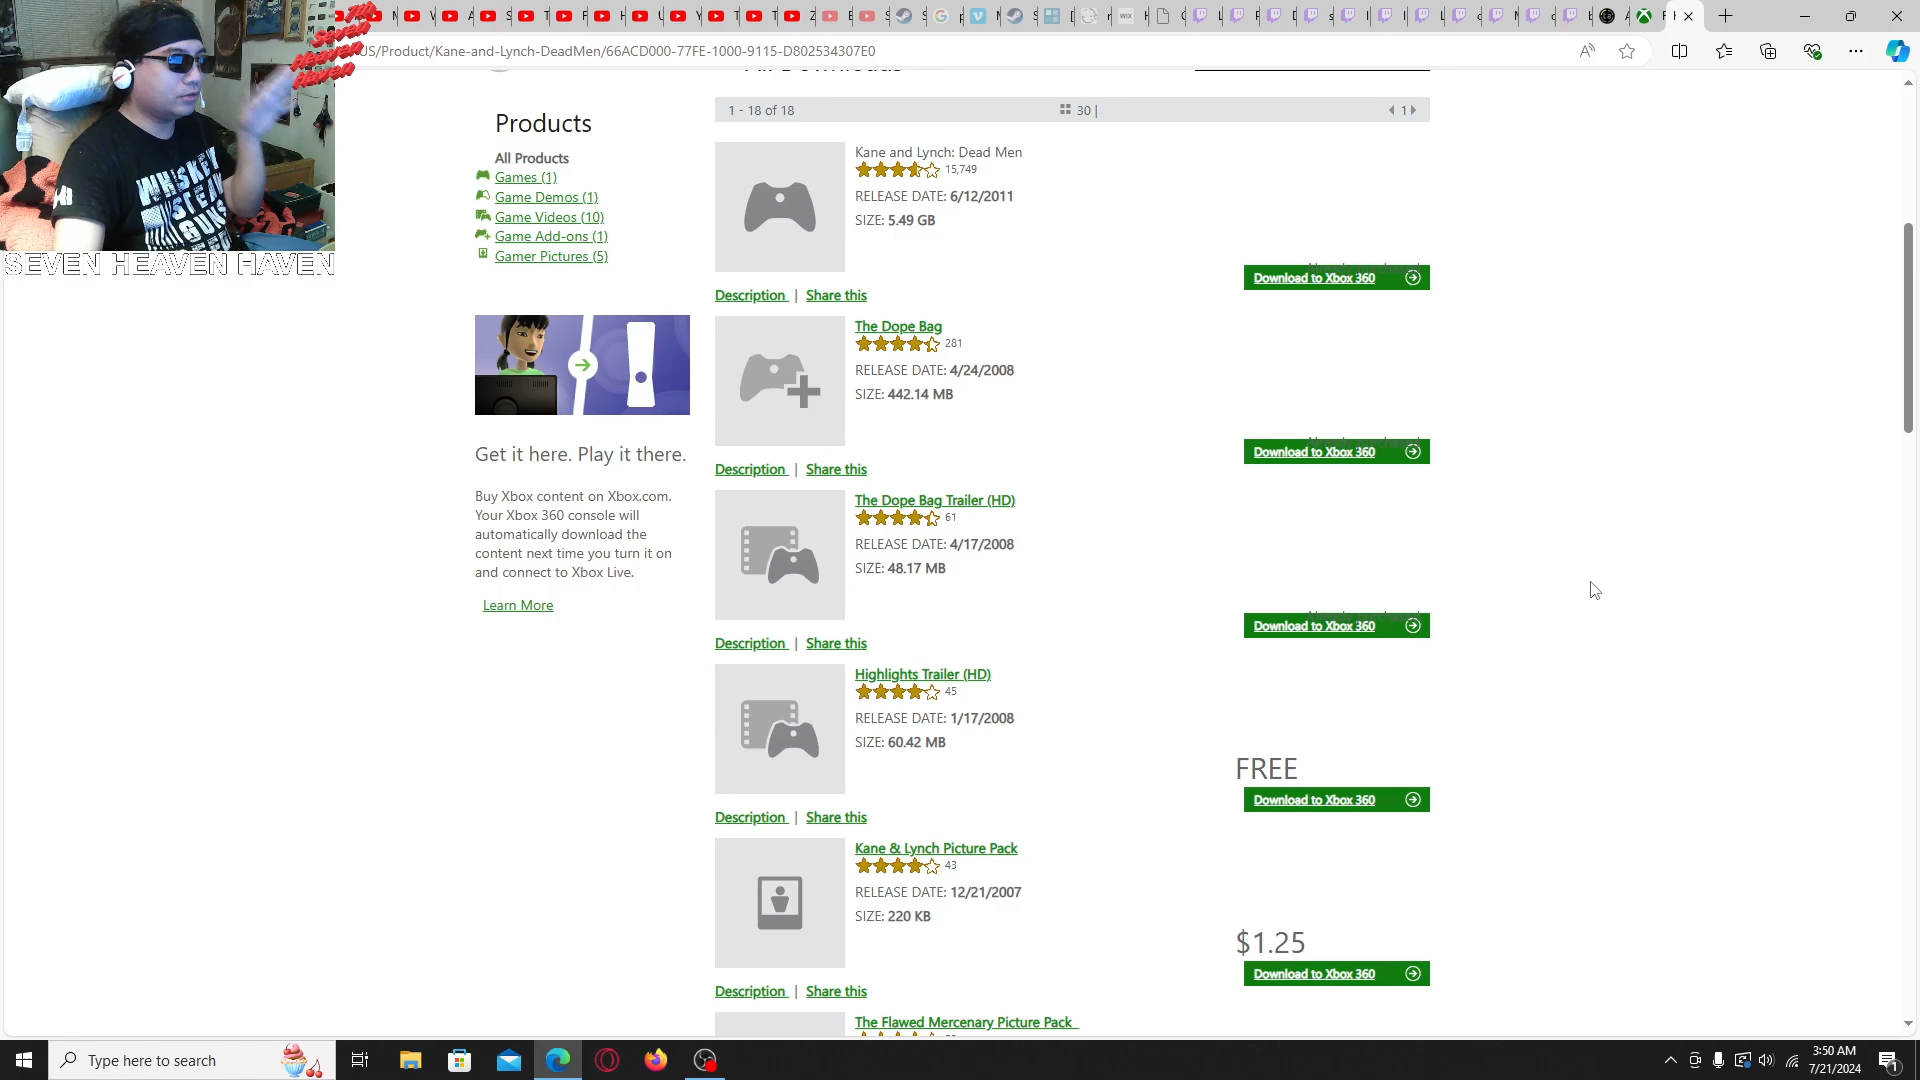 7th
Seven
Heaven
Haven
WHISKEY
STEIN
GUNS
SEVEN HEAVEN HAVEN
US/Product/Kane-and-Lynch-DeadMen/66ACD000-77FE-1000-9115-D802534307E0
Products
All Products
Games (1)
Game Demos (1)
Game Videos (10)
Game Add-ons (1)
Gamer Pictures (5)
Get it here. Play it there.
Buy Xbox content on Xbox.com.
Your Xbox 360 console will
automatically download the
content next time you turn it on
and connect to Xbox Live.
Learn More
All Downloads
1 - 18 of 18
30 |
1
Kane and Lynch: Dead Men
15,749
RELEASE DATE: 6/12/2011
SIZE: 5.49 GB
Download to Xbox 360
Description | Share this
The Dope Bag
281
RELEASE DATE: 4/24/2008
SIZE: 442.14 MB
Download to Xbox 360
Description | Share this
The Dope Bag Trailer (HD)
61
RELEASE DATE: 4/17/2008
SIZE: 48.17 MB
Download to Xbox 360
Description | Share this
Highlights Trailer (HD)
45
RELEASE DATE: 1/17/2008
SIZE: 60.42 MB
FREE
Download to Xbox 360
Description | Share this
Kane & Lynch Picture Pack
43
RELEASE DATE: 12/21/2007
SIZE: 220 KB
$1.25
Download to Xbox 360
Description | Share this
The Flawed Mercenary Picture Pack
Type here to search
3:50 AM
7/21/2024
1